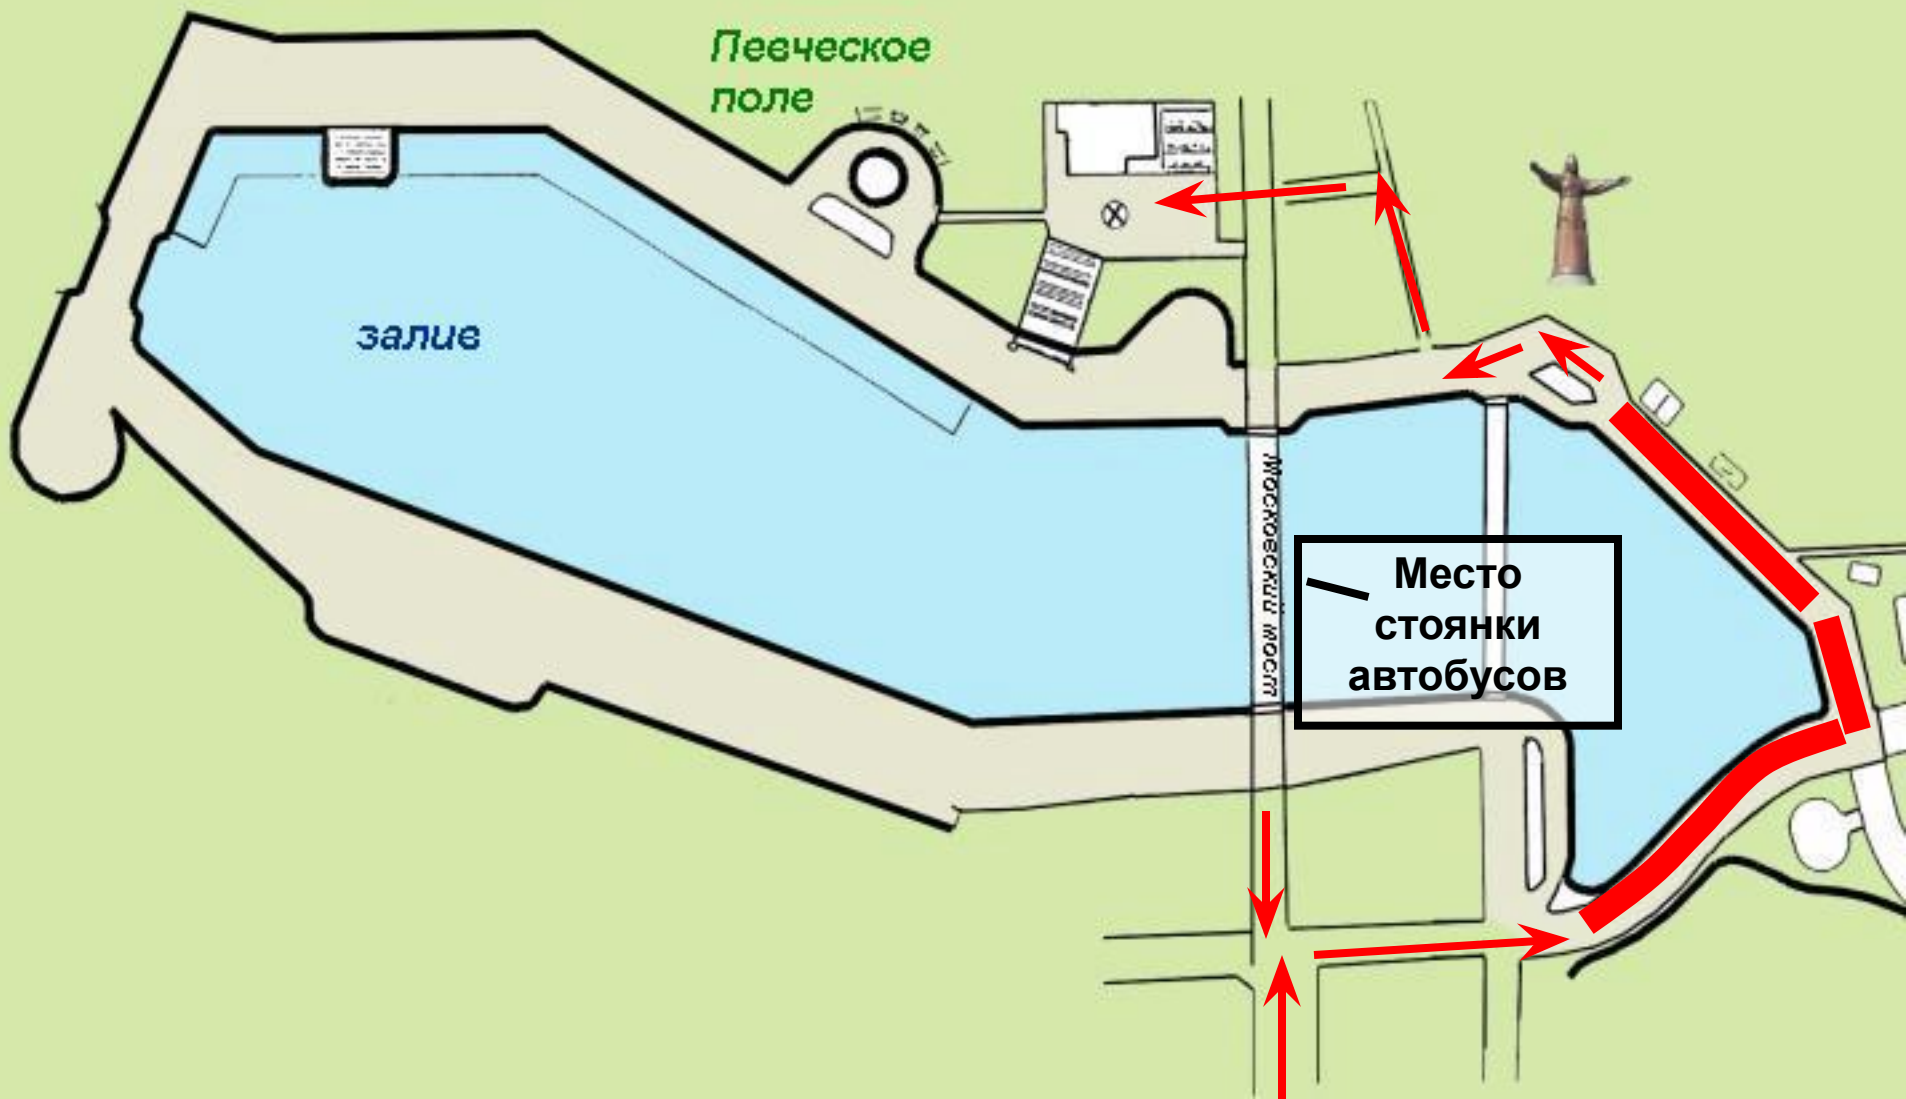 Певческое
поле
залив
Московский мост
Место
стоянки
автобусов